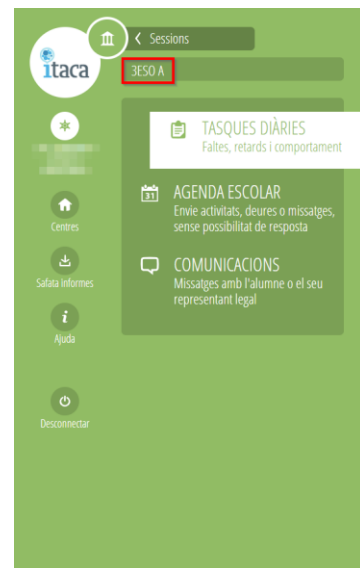 Sessions
itaca
3ESO A
TASQUES DIÀRIES
Faltes, retards i comportament
31
AGENDA ESCOLAR
Envie activitats, deures o missatges,
sense possibilitat de resposta
COMUNICACIONS
Missatges amb l'alumne o el seu
representant legal
Centres
Safata Informes
Ajuda
Desconnectar